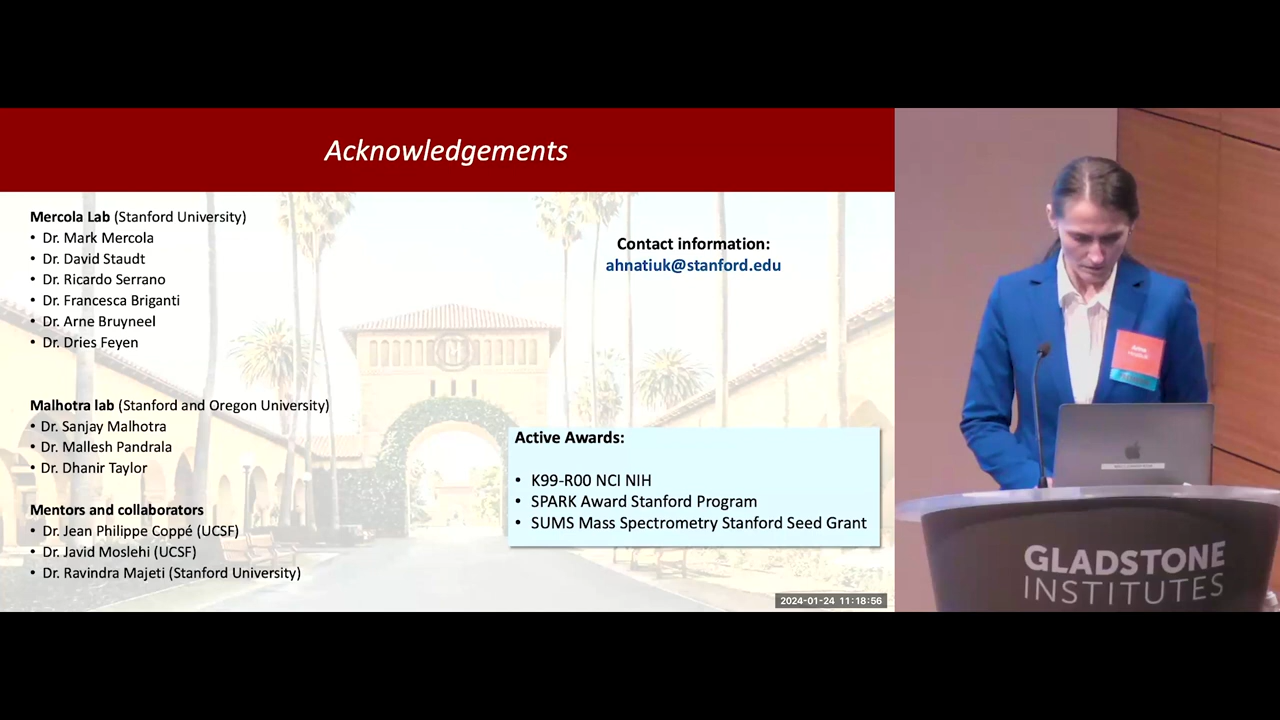 Acknowledgements
Mercola Lab (Stanford University)
• Dr. Mark Mercola
• Dr. David Staudt
• Dr. Ricardo Serrano
• Dr. Francesca Briganti
• Dr. Arne Bruyneel
• Dr. Dries Feyen
Malhotra lab (Stanford and Oregon University)
• Dr. Sanjay Malhotra
• Dr. Mallesh Pandrala
• Dr. Dhanir Taylor
Mentors and collaborators
• Dr. Jean Philippe Coppé (UCSF)
• Dr. Javid Moslehi (UCSF)
• Dr. Ravindra Majeti (Stanford University)
Contact information:
ahnatiuk@stanford.edu
Active Awards:
• K99-R00 NCI NIH
• SPARK Award Stanford Program
• SUMS Mass Spectrometry Stanford Seed Grant
2024-01-24 11:18:56
GLADSTONE
INSTITUTES